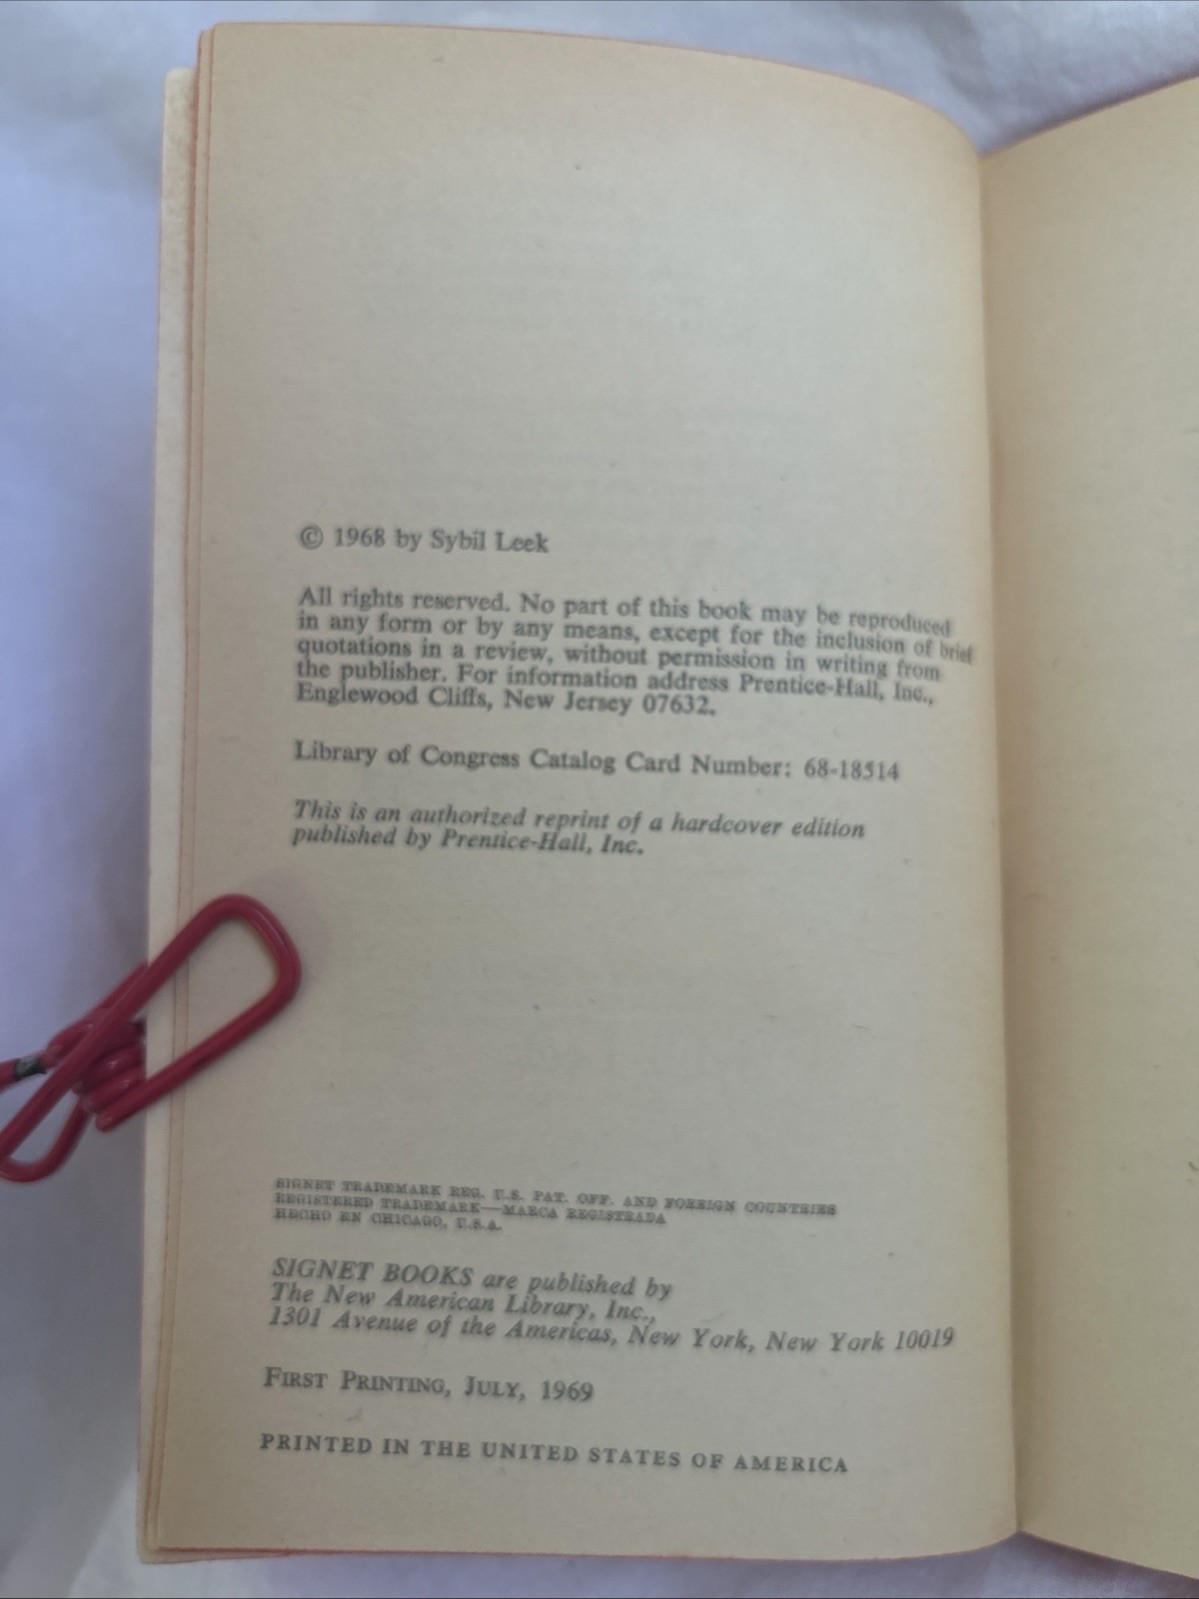 © 1968 by Sybil Leek
All rights reserved. No part of this book may be reproduced
in any form or by any means, except for the inclusion of brief
quotations in a review, without permission in writing from
the publisher. For information address Prentice-Hall, Inc.,
Englewood Cliffs, New Jersey 07632.
Library of Congress Catalog Card Number: 68-18514
This is an authorized reprint of a hardcover edition
published by Prentice-Hall, Inc.
SIGNET TRADEMARK REG. U.S. PAT. OFF. AND FOREIGN COUNTRIES
REGISTERED TRADEMARK—MARCA REGISTRADA
HECHO EN CHICAGO, U.S.A.
SIGNET BOOKS are published by
The New American Library, Inc.,
1301 Avenue of the Americas, New York, New York 10019
FIRST PRINTING, JULY, 1969
PRINTED IN THE UNITED STATES OF AMERICA